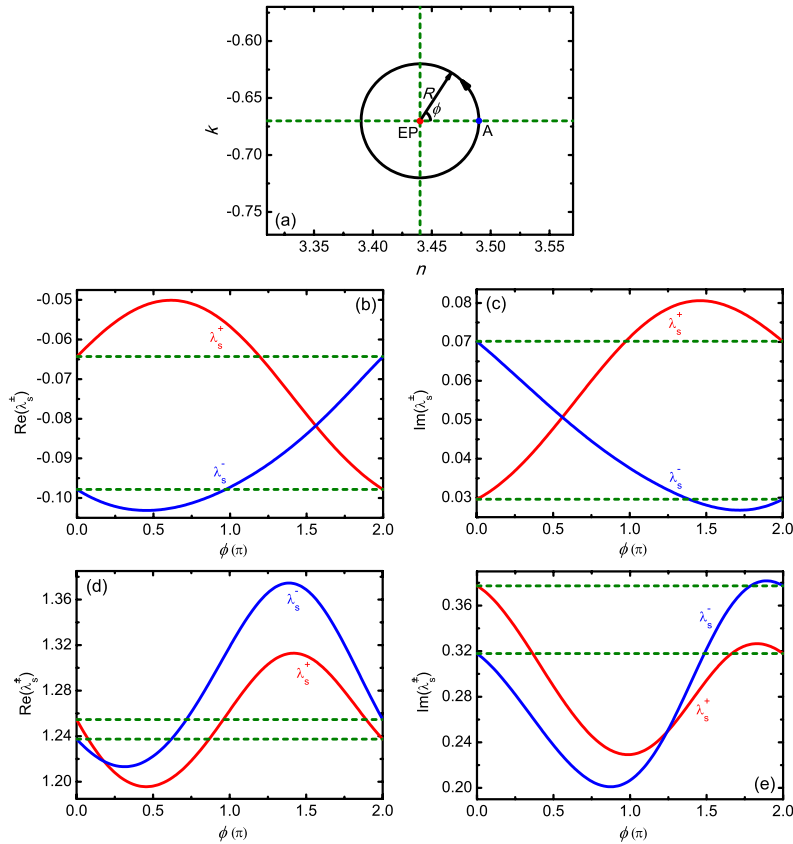 -0.60
-0.65
-0.70
-0.75
k
R
ϕ
EP
A
(a)
3.35 3.40 3.45 3.50 3.55
n
-0.05
-0.06
-0.07
-0.08
-0.09
-0.10
Re(λs±)
(b)
λs+
λs-
0.0 0.5 1.0 1.5 2.0
ϕ (π)
0.08
0.07
0.06
0.05
0.04
0.03
Im(λs±)
(c)
λs+
λs-
0.0 0.5 1.0 1.5 2.0
ϕ (π)
1.36
1.32
1.28
1.24
1.20
Re(λs±)
(d)
λs-
λs+
0.0 0.5 1.0 1.5 2.0
ϕ (π)
0.36
0.32
0.28
0.24
0.20
Im(λs±)
λs-
λs+
(e)
0.0 0.5 1.0 1.5 2.0
ϕ (π)